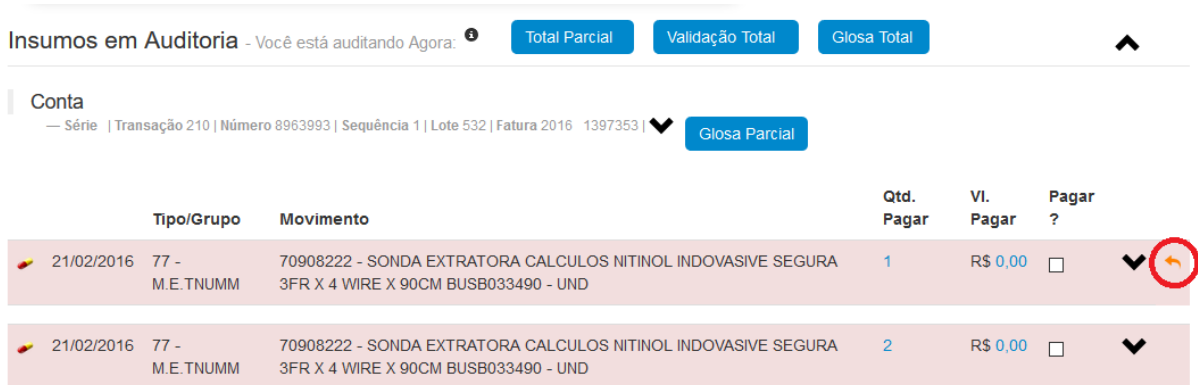 Insumos em Auditoria - Você está auditando Agora: Total Parcial Validação Total Glosa Total
Conta
— Série | Transação 210 | Número 8963993 | Sequência 1 | Lote 532 | Fatura 2016 1397353 | Glosa Parcial
Tipo/Grupo Movimento Qtd. Pagar Vl. Pagar Pagar ?
21/02/2016 77 - 70908222 - SONDA EXTRATORA CALCULOS NITINOL INDOVASIVE SEGURA 1 R$ 0,00
M.E.TNUMM 3FR X 4 WIRE X 90CM BUSB033490 - UND
21/02/2016 77 - 70908222 - SONDA EXTRATORA CALCULOS NITINOL INDOVASIVE SEGURA 2 R$ 0,00
M.E.TNUMM 3FR X 4 WIRE X 90CM BUSB033490 - UND